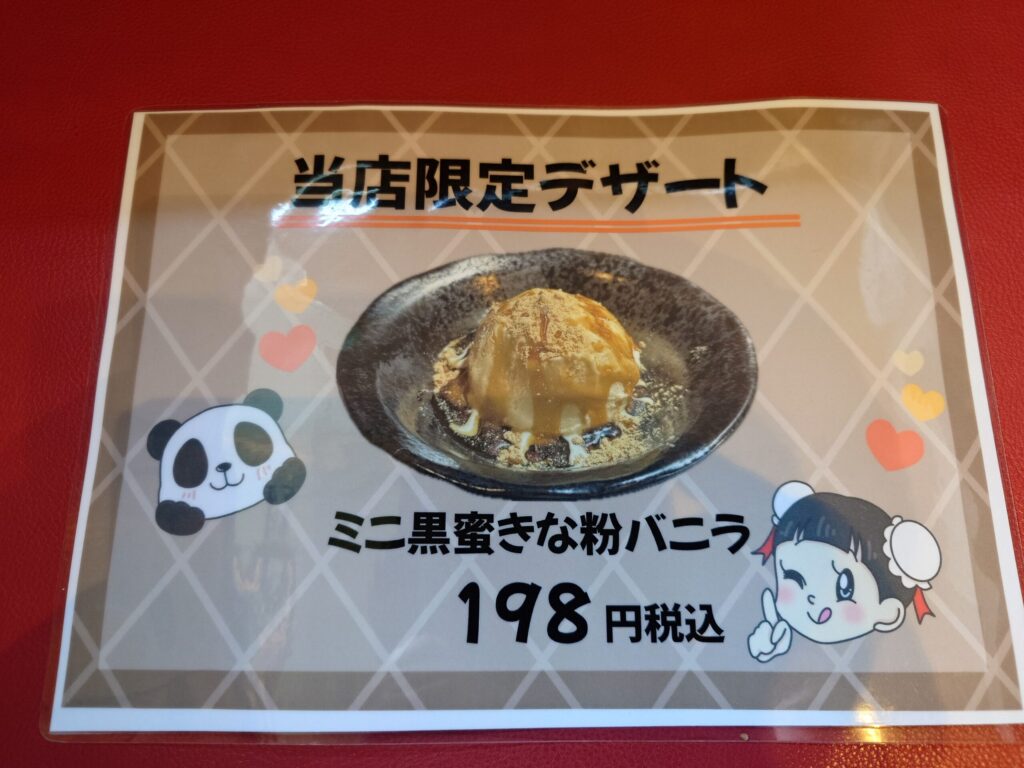 当店限定デザート
ミニ黒蜜きな粉バニラ
198円税込